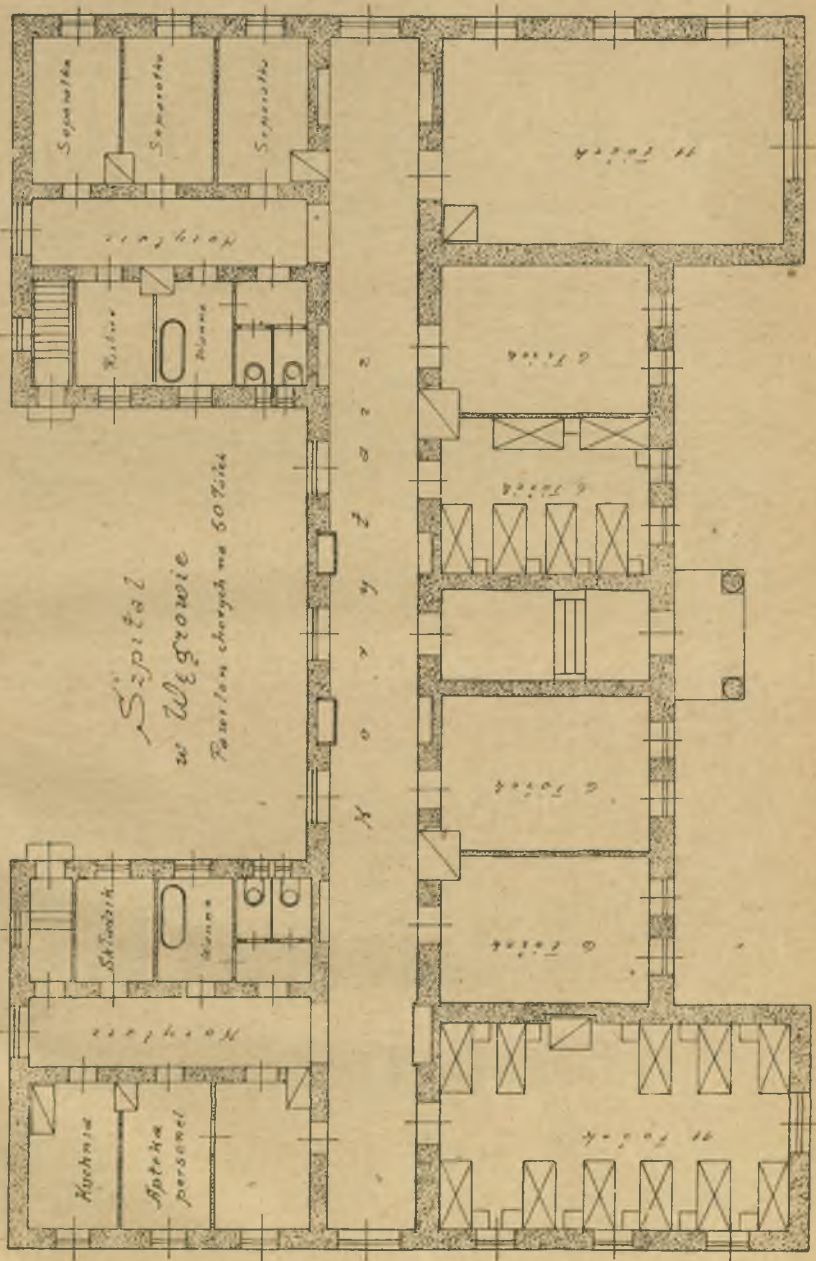 Szpital
w Węgrowie
Pawilon chorych na 50 łóżek
Separatka
Separatka
Separatka
Korytarz
Wanna
11 łóżek
6 łóżek
6 łóżek
Korytarz
6 łóżek
6 łóżek
11 łóżek
Składzik
Wanna
Korytarz
Kuchnia
Apteka
personel